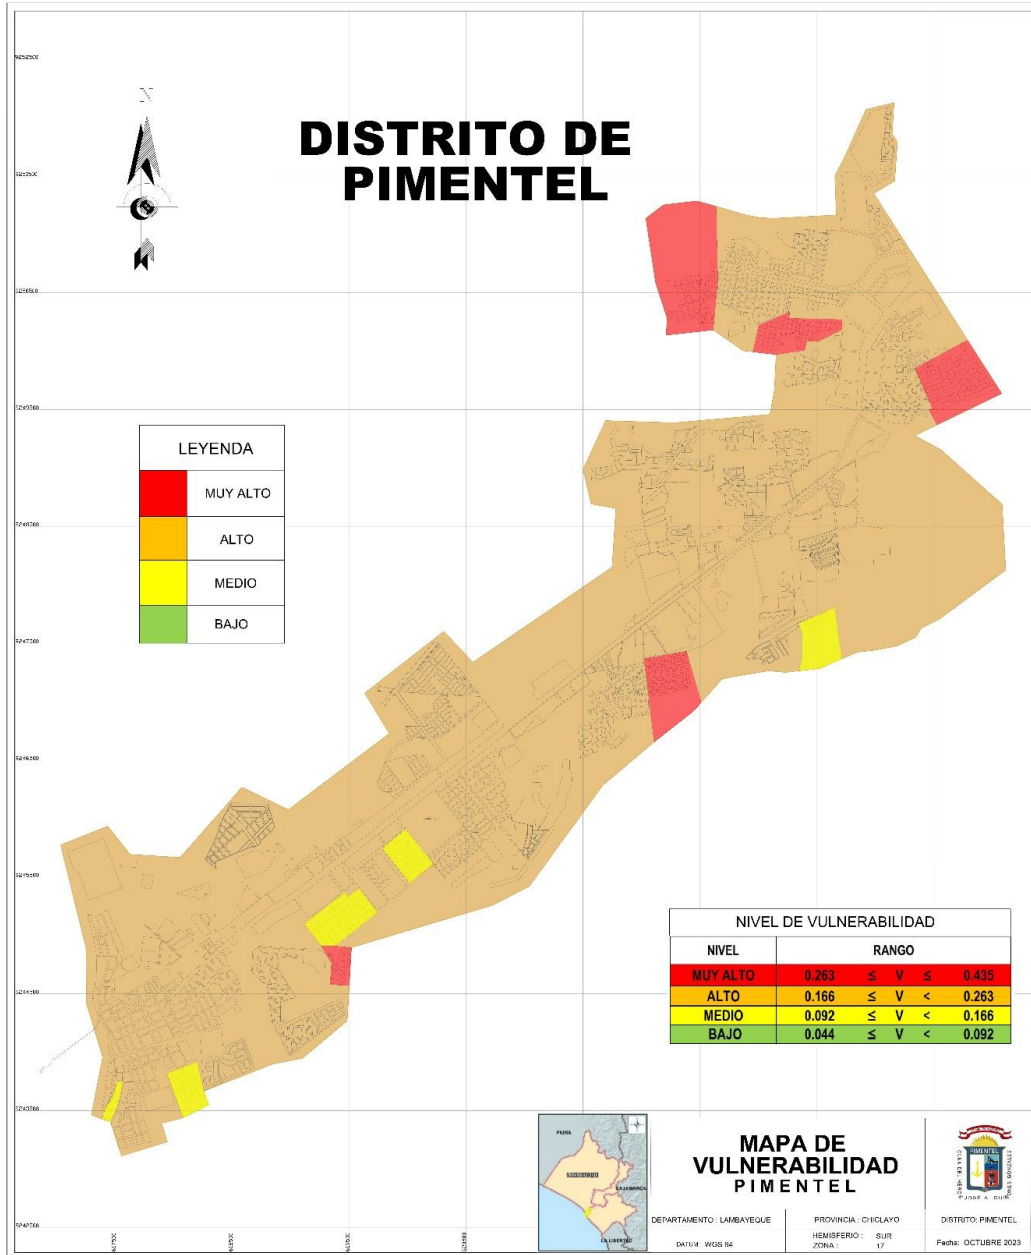 N
DISTRITO DE
PIMENTEL
LEYENDA
MUY ALTO
ALTO
MEDIO
BAJO
NIVEL DE VULNERABILIDAD
NIVEL RANGO
MUY ALTO 0.263 ≤ V ≤ 0.435
ALTO 0.166 ≤ V < 0.263
MEDIO 0.092 ≤ V < 0.166
BAJO 0.044 ≤ V < 0.092
PIURA
CAJAMARCA
LA LIBERTAD
MAPA DE
VULNERABILIDAD
PIMENTEL
PIMENTEL
DEPARTAMENTO : LAMBAYEQUE
PROVINCIA : CHICLAYO
DISTRITO: PIMENTEL
DATUM : WGS 84
HEMISFERIO : SUR
ZONA : 17
Fecha: OCTUBRE 2023